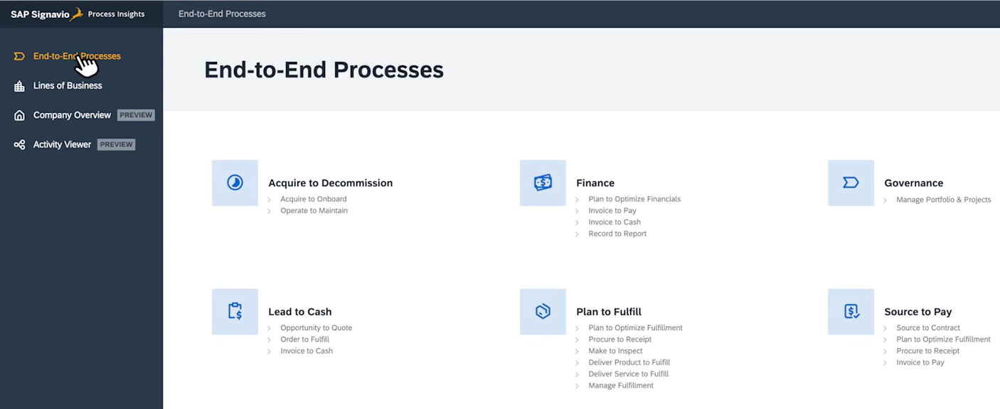 SAP Signavio Process Insights
End-to-End Processes
End-to-End Processes
Lines of Business
Company Overview PREVIEW
Activity Viewer PREVIEW
End-to-End Processes
Acquire to Decommission
Acquire to Onboard
Operate to Maintain
Finance
Plan to Optimize Financials
Invoice to Pay
Invoice to Cash
Record to Report
Governance
Manage Portfolio & Projects
Lead to Cash
Opportunity to Quote
Order to Fulfill
Invoice to Cash
Plan to Fulfill
Plan to Optimize Fulfillment
Procure to Receipt
Make to Inspect
Deliver Product to Fulfill
Deliver Service to Fulfill
Manage Fulfillment
Source to Pay
Source to Contract
Plan to Optimize Fulfillment
Procure to Receipt
Invoice to Pay